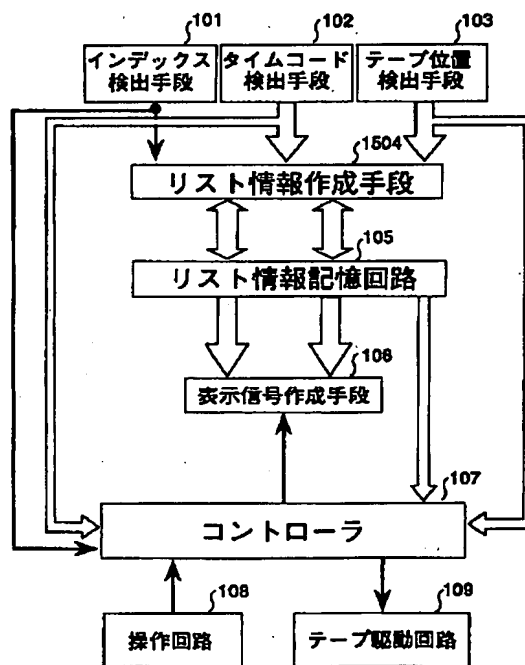 101
102
103
インデックス
検出手段
タイムコード
検出手段
テープ位置
検出手段
1504
リスト情報作成手段
105
リスト情報記憶回路
106
表示信号作成手段
107
コントローラ
108
操作回路
109
テープ駆動回路